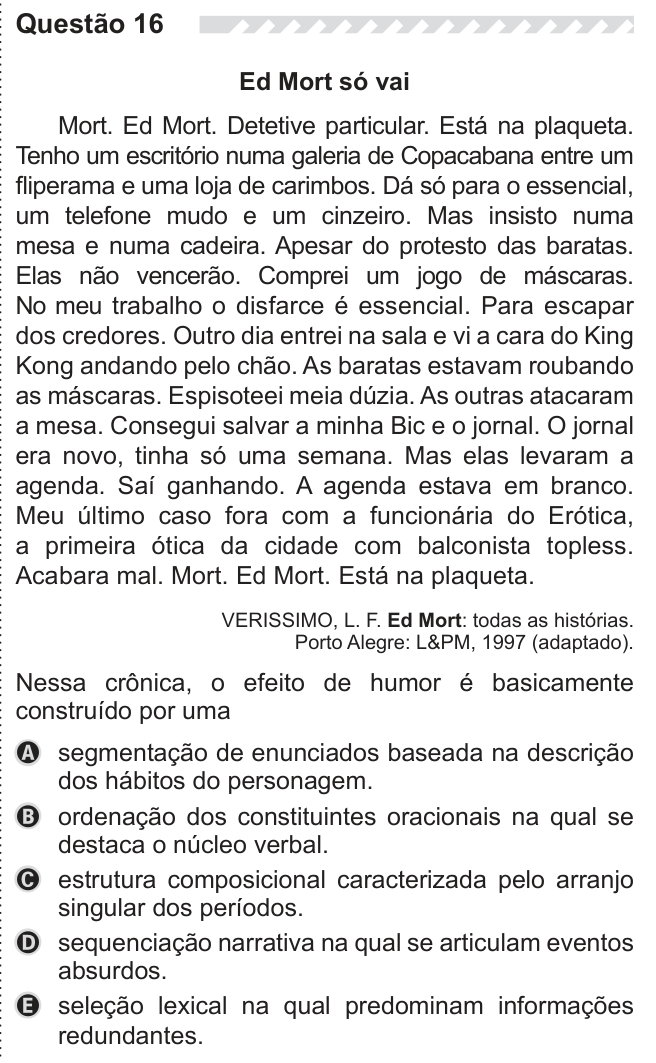 Questão 16
Ed Mort só vai
Mort. Ed Mort. Detetive particular. Está na plaqueta.
Tenho um escritório numa galeria de Copacabana entre um
fliperama e uma loja de carimbos. Dá só para o essencial,
um telefone mudo e um cinzeiro. Mas insisto numa
mesa e numa cadeira. Apesar do protesto das baratas.
Elas não vencerão. Comprei um jogo de máscaras.
No meu trabalho o disfarce é essencial. Para escapar
dos credores. Outro dia entrei na sala e vi a cara do King
Kong andando pelo chão. As baratas estavam roubando
as máscaras. Espisoteei meia dúzia. As outras atacaram
a mesa. Consegui salvar a minha Bic e o jornal. O jornal
era novo, tinha só uma semana. Mas elas levaram a
agenda. Saí ganhando. A agenda estava em branco.
Meu último caso fora com a funcionária do Erótica,
a primeira ótica da cidade com balconista topless.
Acabara mal. Mort. Ed Mort. Está na plaqueta.
VERISSIMO, L. F. Ed Mort: todas as histórias.
Porto Alegre: L&PM, 1997 (adaptado).
Nessa crônica, o efeito de humor é basicamente
construído por uma
A segmentação de enunciados baseada na descrição
dos hábitos do personagem.
B ordenação dos constituintes oracionais na qual se
destaca o núcleo verbal.
C estrutura composicional caracterizada pelo arranjo
singular dos períodos.
D sequenciação narrativa na qual se articulam eventos
absurdos.
E seleção lexical na qual predominam informações
redundantes.